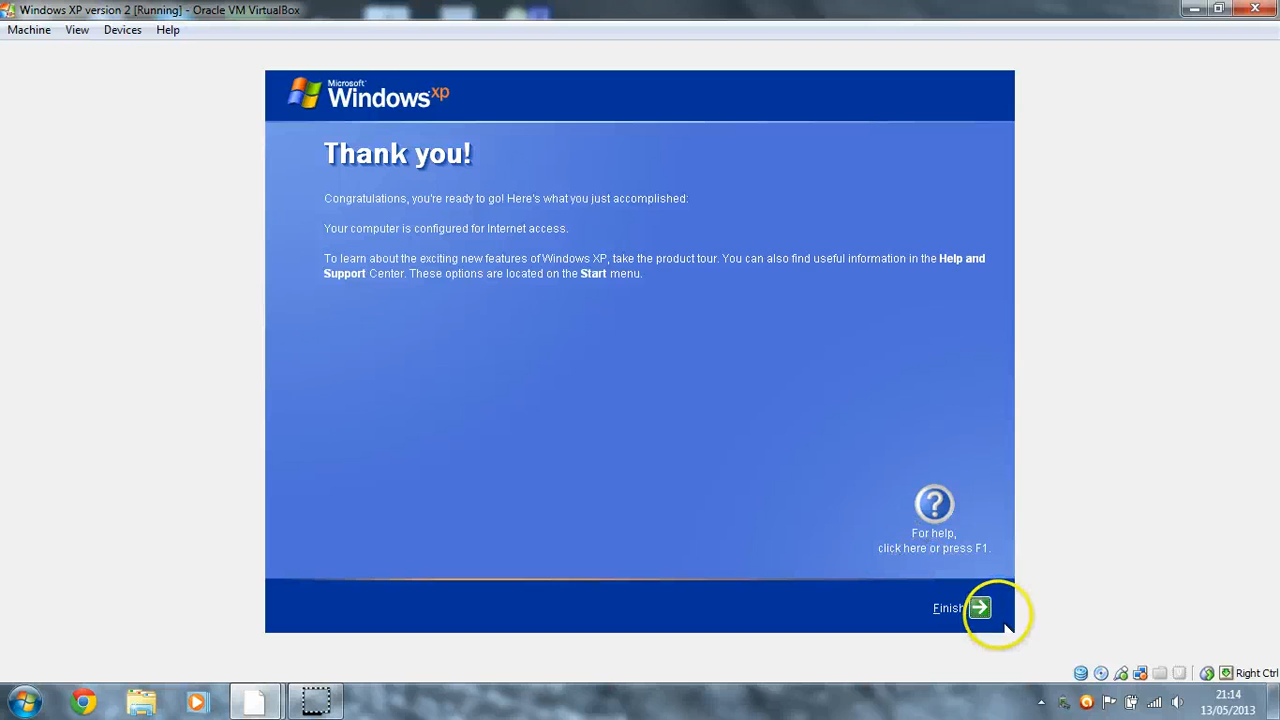 Windows XP version 2 [Running] - Oracle VM VirtualBox
Machine View Devices Help
Microsoft
Windows xp
Thank you!
Congratulations, you're ready to go! Here's what you just accomplished:
Your computer is configured for Internet access.
To learn about the exciting new features of Windows XP, take the product tour. You can also find useful information in the Help and
Support Center. These options are located on the Start menu.
?
For help,
click here or press F1.
Finish
Right Ctrl
21:14
13/05/2013